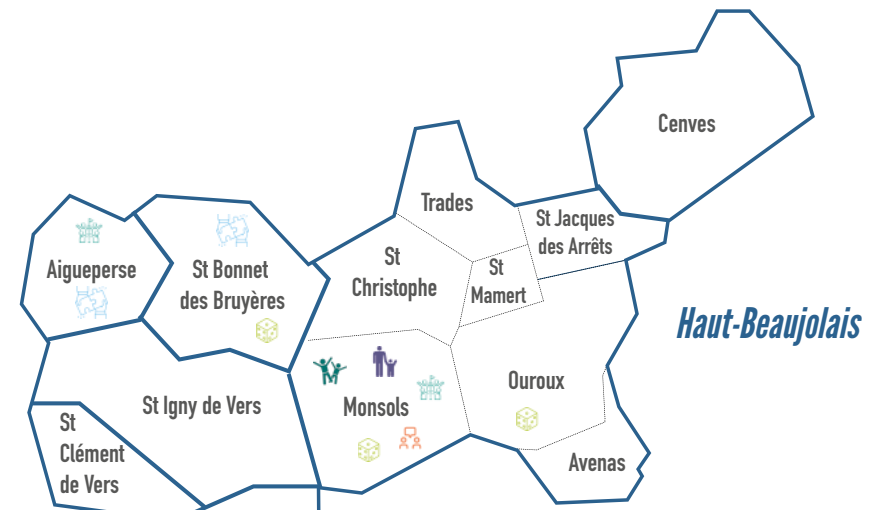 Cenves
Trades
St Jacques
des Arrêts
Aigueperse
St Bonnet
des Bruyères
St
Christophe
St
Mamert
Haut-Beaujolais
St Igny de Vers
Monsols
Ouroux
St
Clément
de Vers
Avenas